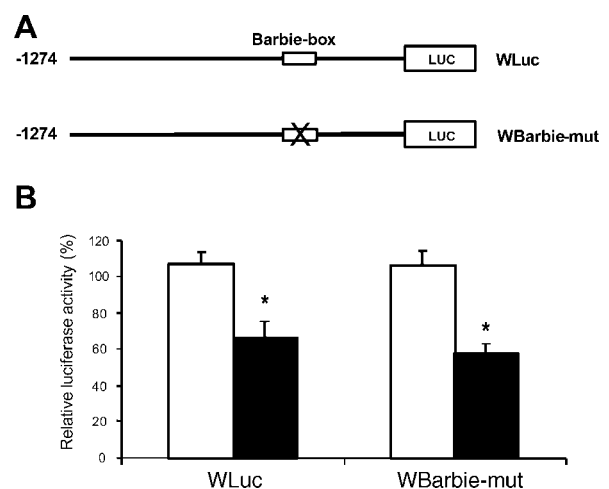 A
Barbie-box
-1274 LUC WLuc
-1274 LUC WBarbie-mut
B
Relative luciferase activity (%)
120
100
80
60
40
20
0
*
*
WLuc WBarbie-mut